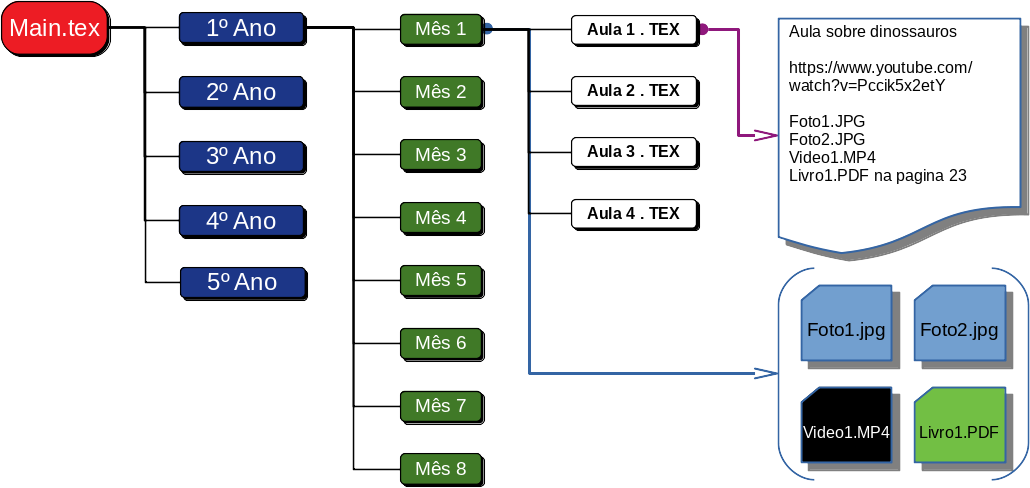 Main.tex
1º Ano
2º Ano
3º Ano
4º Ano
5º Ano
Mês 1
Mês 2
Mês 3
Mês 4
Mês 5
Mês 6
Mês 7
Mês 8
Aula 1 . TEX
Aula 2 . TEX
Aula 3 . TEX
Aula 4 . TEX
Aula sobre dinossauros
https://www.youtube.com/
watch?v=Pccik5x2etY
Foto1.JPG
Foto2.JPG
Video1.MP4
Livro1.PDF na pagina 23
Foto1.jpg
Foto2.jpg
Video1.MP4
Livro1.PDF